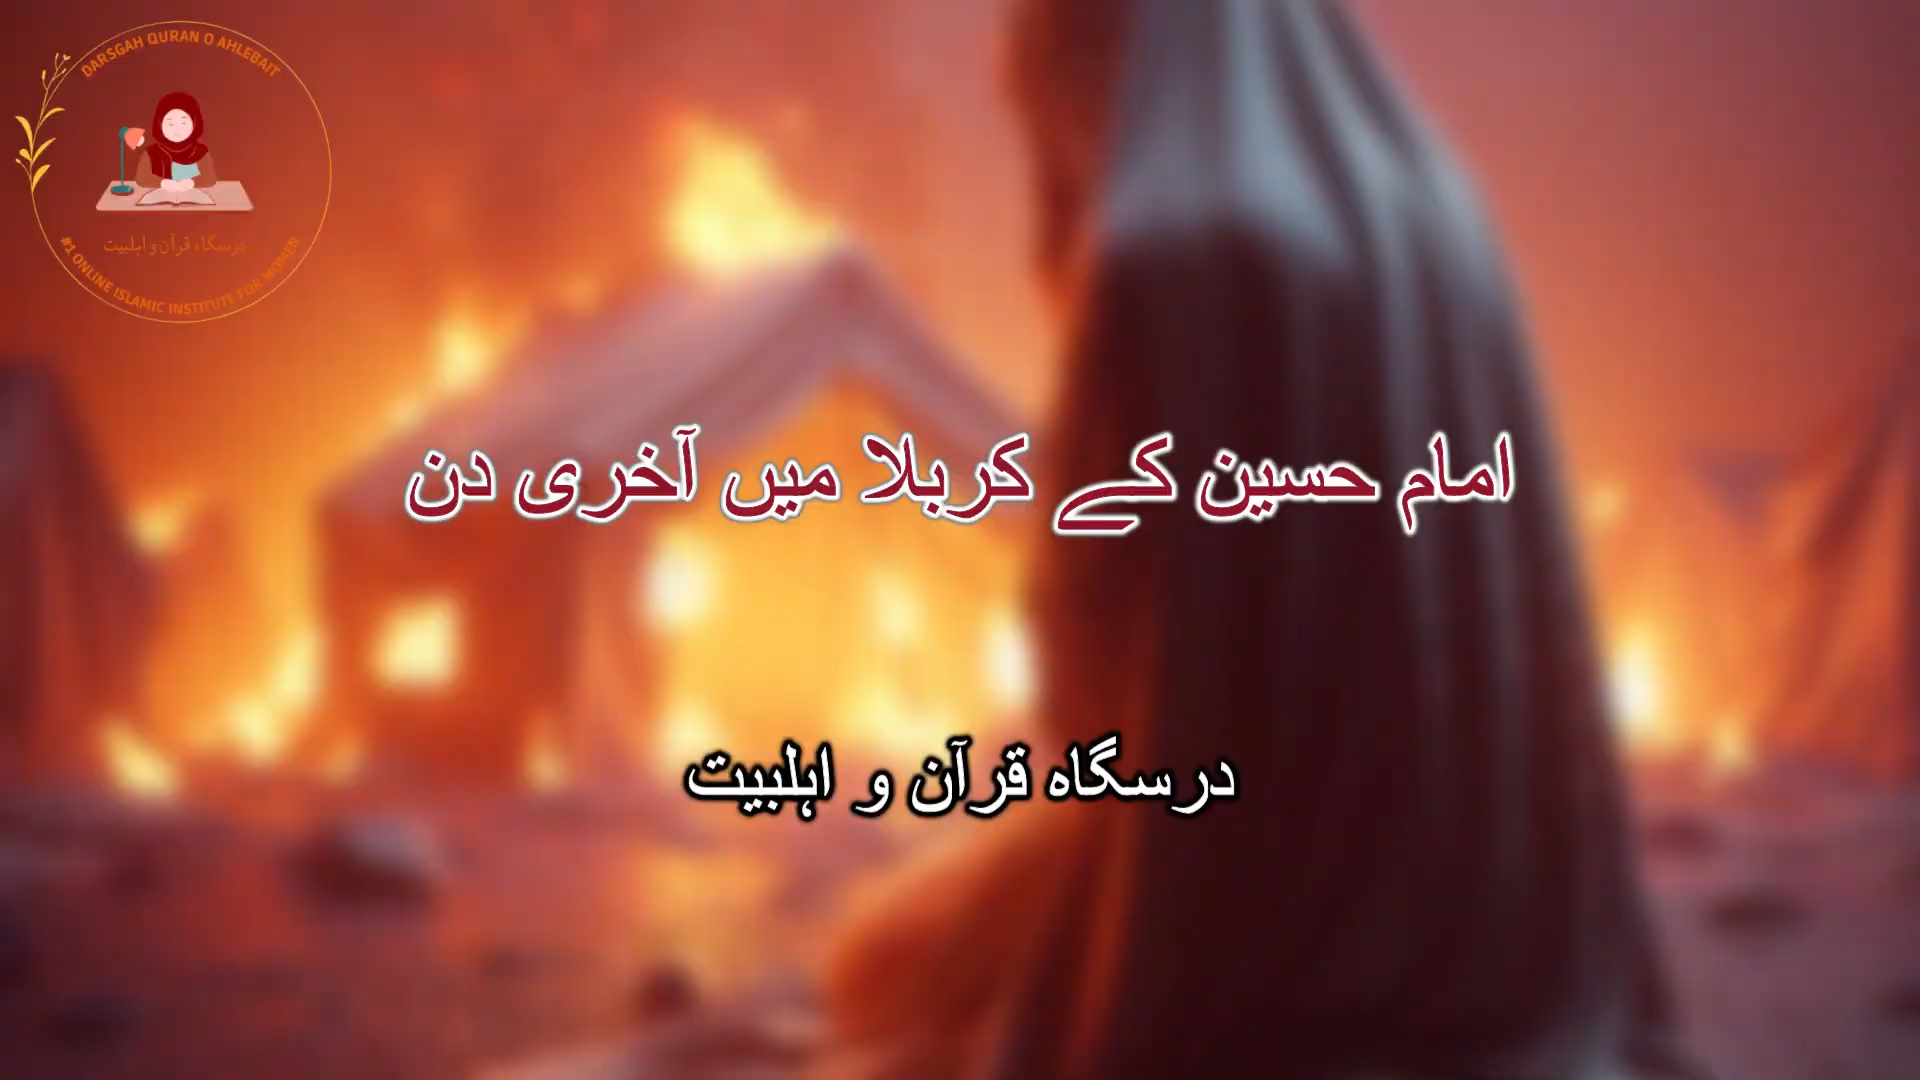 DARSGAH QURAN O AHLEBAIT
درسگاہ قرآن و اہلبیت
#1 ONLINE ISLAMIC INSTITUTE FOR WOMEN
امام حسین کے کربلا میں آخری دن
درسگاہ قرآن و اہلبیت